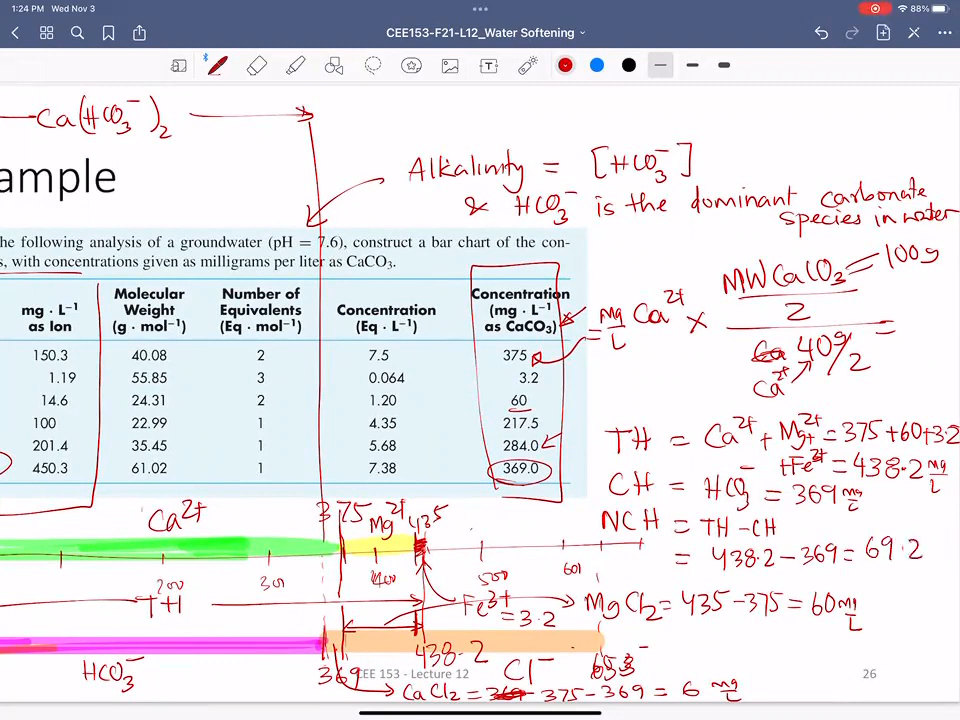 1:24 PM Wed Nov 3
88%
CEE153-F21-L12_Water Softening
Ca(HCO3⁻)2
ample
Alkalinity = [HCO3⁻]
& HCO3⁻ is the dominant carbonate
species in water
he following analysis of a groundwater (pH = 7.6), construct a bar chart of the con-
s, with concentrations given as milligrams per liter as CaCO3.
mg · L⁻¹ as Ion | Molecular Weight (g · mol⁻¹) | Number of Equivalents (Eq · mol⁻¹) | Concentration (Eq · L⁻¹) | Concentration (mg · L⁻¹ as CaCO3)
150.3 40.08 2 7.5 375
1.19 55.85 3 0.064 3.2
14.6 24.31 2 1.20 60
100 22.99 1 4.35 217.5
201.4 35.45 1 5.68 284.0
450.3 61.02 1 7.38 369.0
= mg/L Ca²⁺ ×
MW CaCO3 = 100g
2
40g/2 =
Ca²⁺
TH = Ca²⁺ + Mg²⁺ = 375+60+3.2
= 438.2 mg/L
CH = HCO3⁻ = 369 mg/L
NCH = TH - CH
= 438.2 - 369 = 69.2
Ca²⁺ 375 Mg²⁺ 435
200 301 400 500 601
TH
Fe³⁺ = 3.2
MgCl2 = 435 - 375 = 60 mg/L
HCO3⁻ 369 438.2 Cl⁻
CEE 153 - Lecture 12
26
CaCl2 = 375 - 369 = 6 mg/L